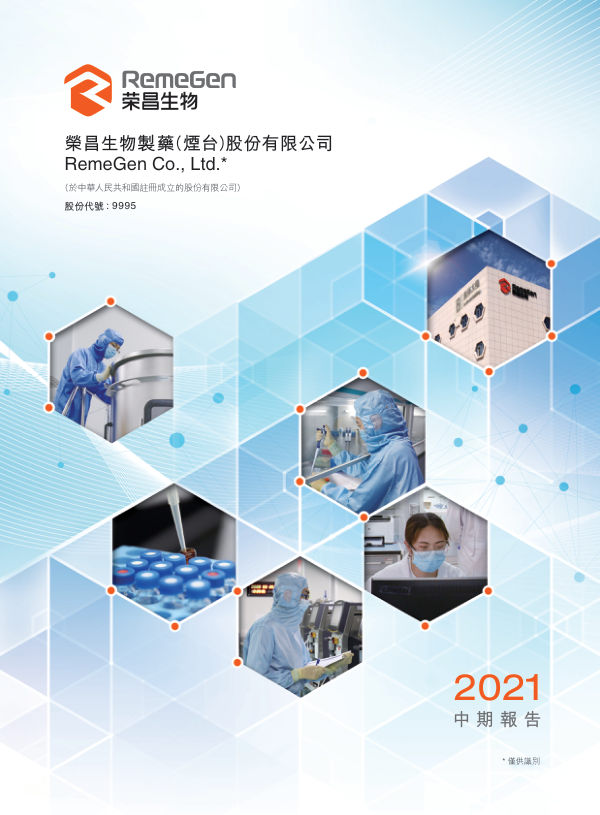 RemeGen
荣昌生物
榮昌生物製藥(煙台)股份有限公司
RemeGen Co., Ltd.*
(於中華人民共和國註冊成立的股份有限公司)
股份代號 : 9995
RemeGen
2021
中期報告
* 僅供識別